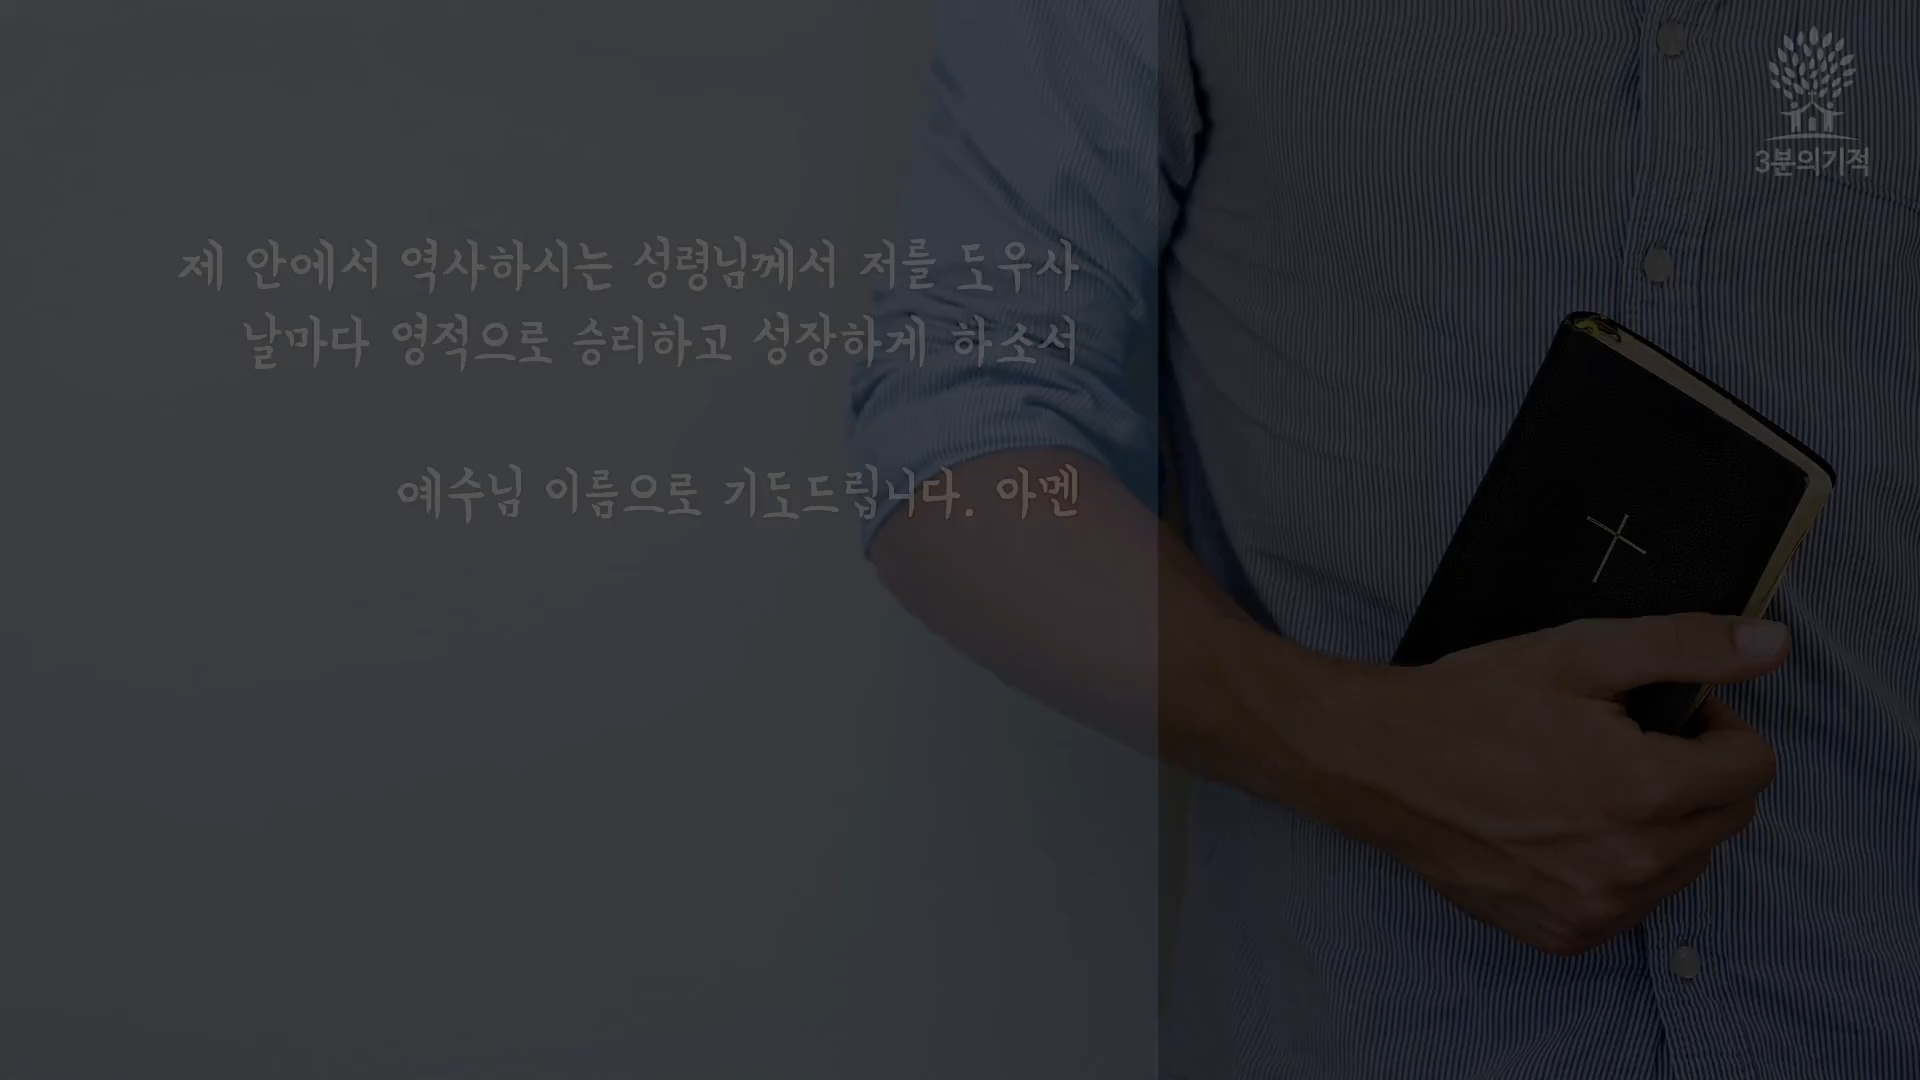 3분의기적
제 안에서 역사하시는 성령님께서 저를 도우사
날마다 영적으로 승리하고 성장하게 하소서
예수님 이름으로 기도드립니다. 아멘